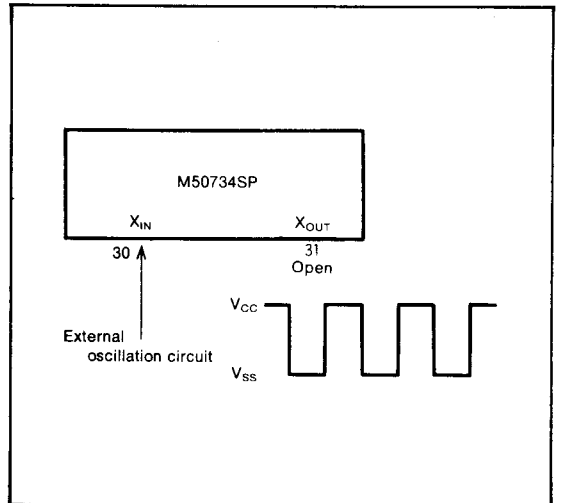 M50734SP
XIN XOUT
30 31
Open
VCC
External
oscillation circuit
VSS